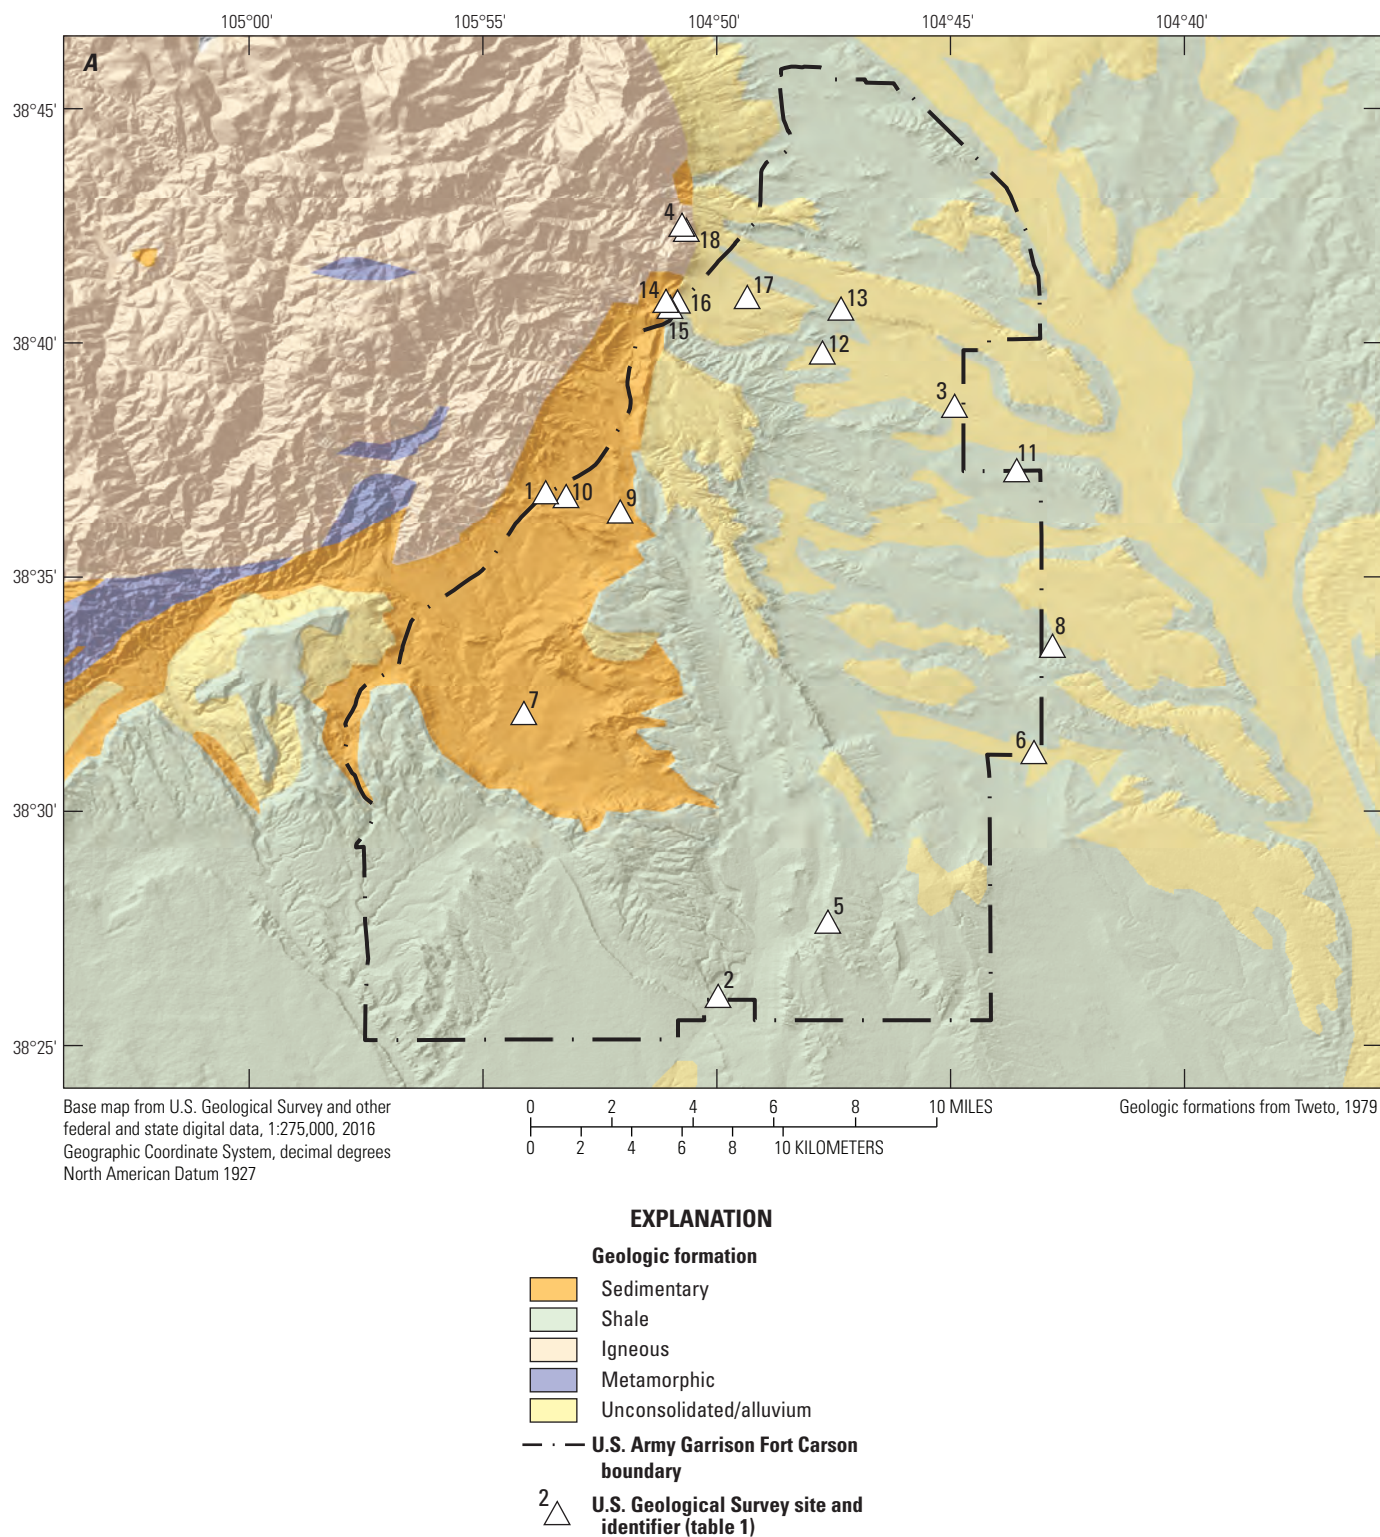 105°00' 105°55' 104°50' 104°45' 104°40'
A
38°45'
4
18
14
16
17
13
15
38°40'
12
3
11
1
10
9
38°35'
8
7
6
38°30'
5
2
38°25'
Base map from U.S. Geological Survey and other
federal and state digital data, 1:275,000, 2016
Geographic Coordinate System, decimal degrees
North American Datum 1927
0 2 4 6 8 10 MILES
0 2 4 6 8 10 KILOMETERS
Geologic formations from Tweto, 1979
EXPLANATION
Geologic formation
Sedimentary
Shale
Igneous
Metamorphic
Unconsolidated/alluvium
U.S. Army Garrison Fort Carson
boundary
2 U.S. Geological Survey site and
identifier (table 1)